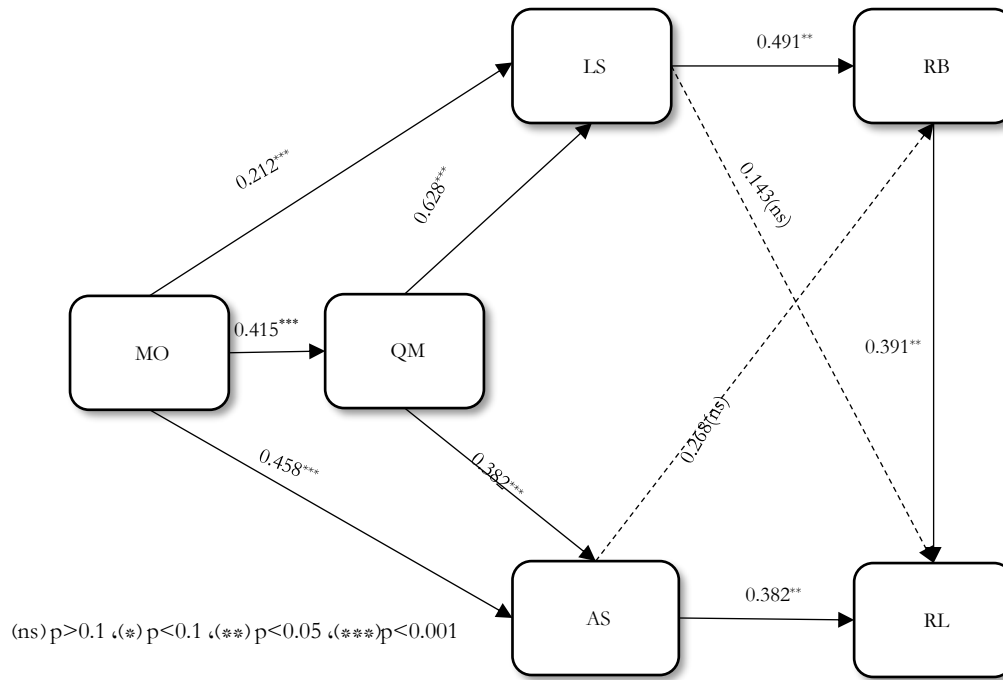 LS
0.491**
RB
0.212***
0.628***
0.143(ns)
MO
0.415***
QM
0.391**
0.268(ns)
0.458***
0.382***
AS
0.382**
RL
(ns) p>0.1 ،(*) p<0.1 ،(**) p<0.05 ،(***)p<0.001